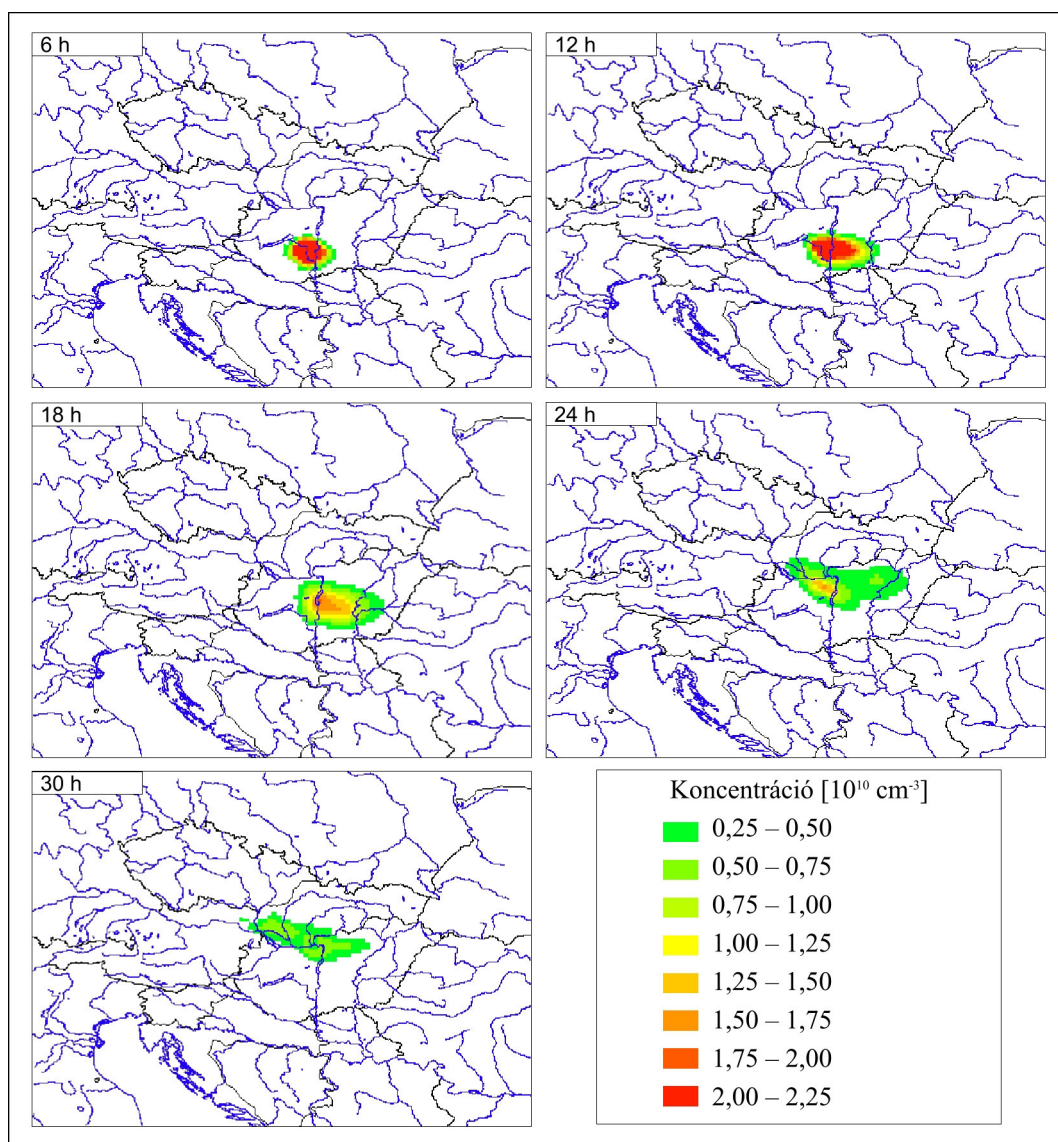 6 h
12 h
18 h
24 h
30 h
Koncentráció [10¹⁰ cm⁻³]
0,25 – 0,50
0,50 – 0,75
0,75 – 1,00
1,00 – 1,25
1,25 – 1,50
1,50 – 1,75
1,75 – 2,00
2,00 – 2,25